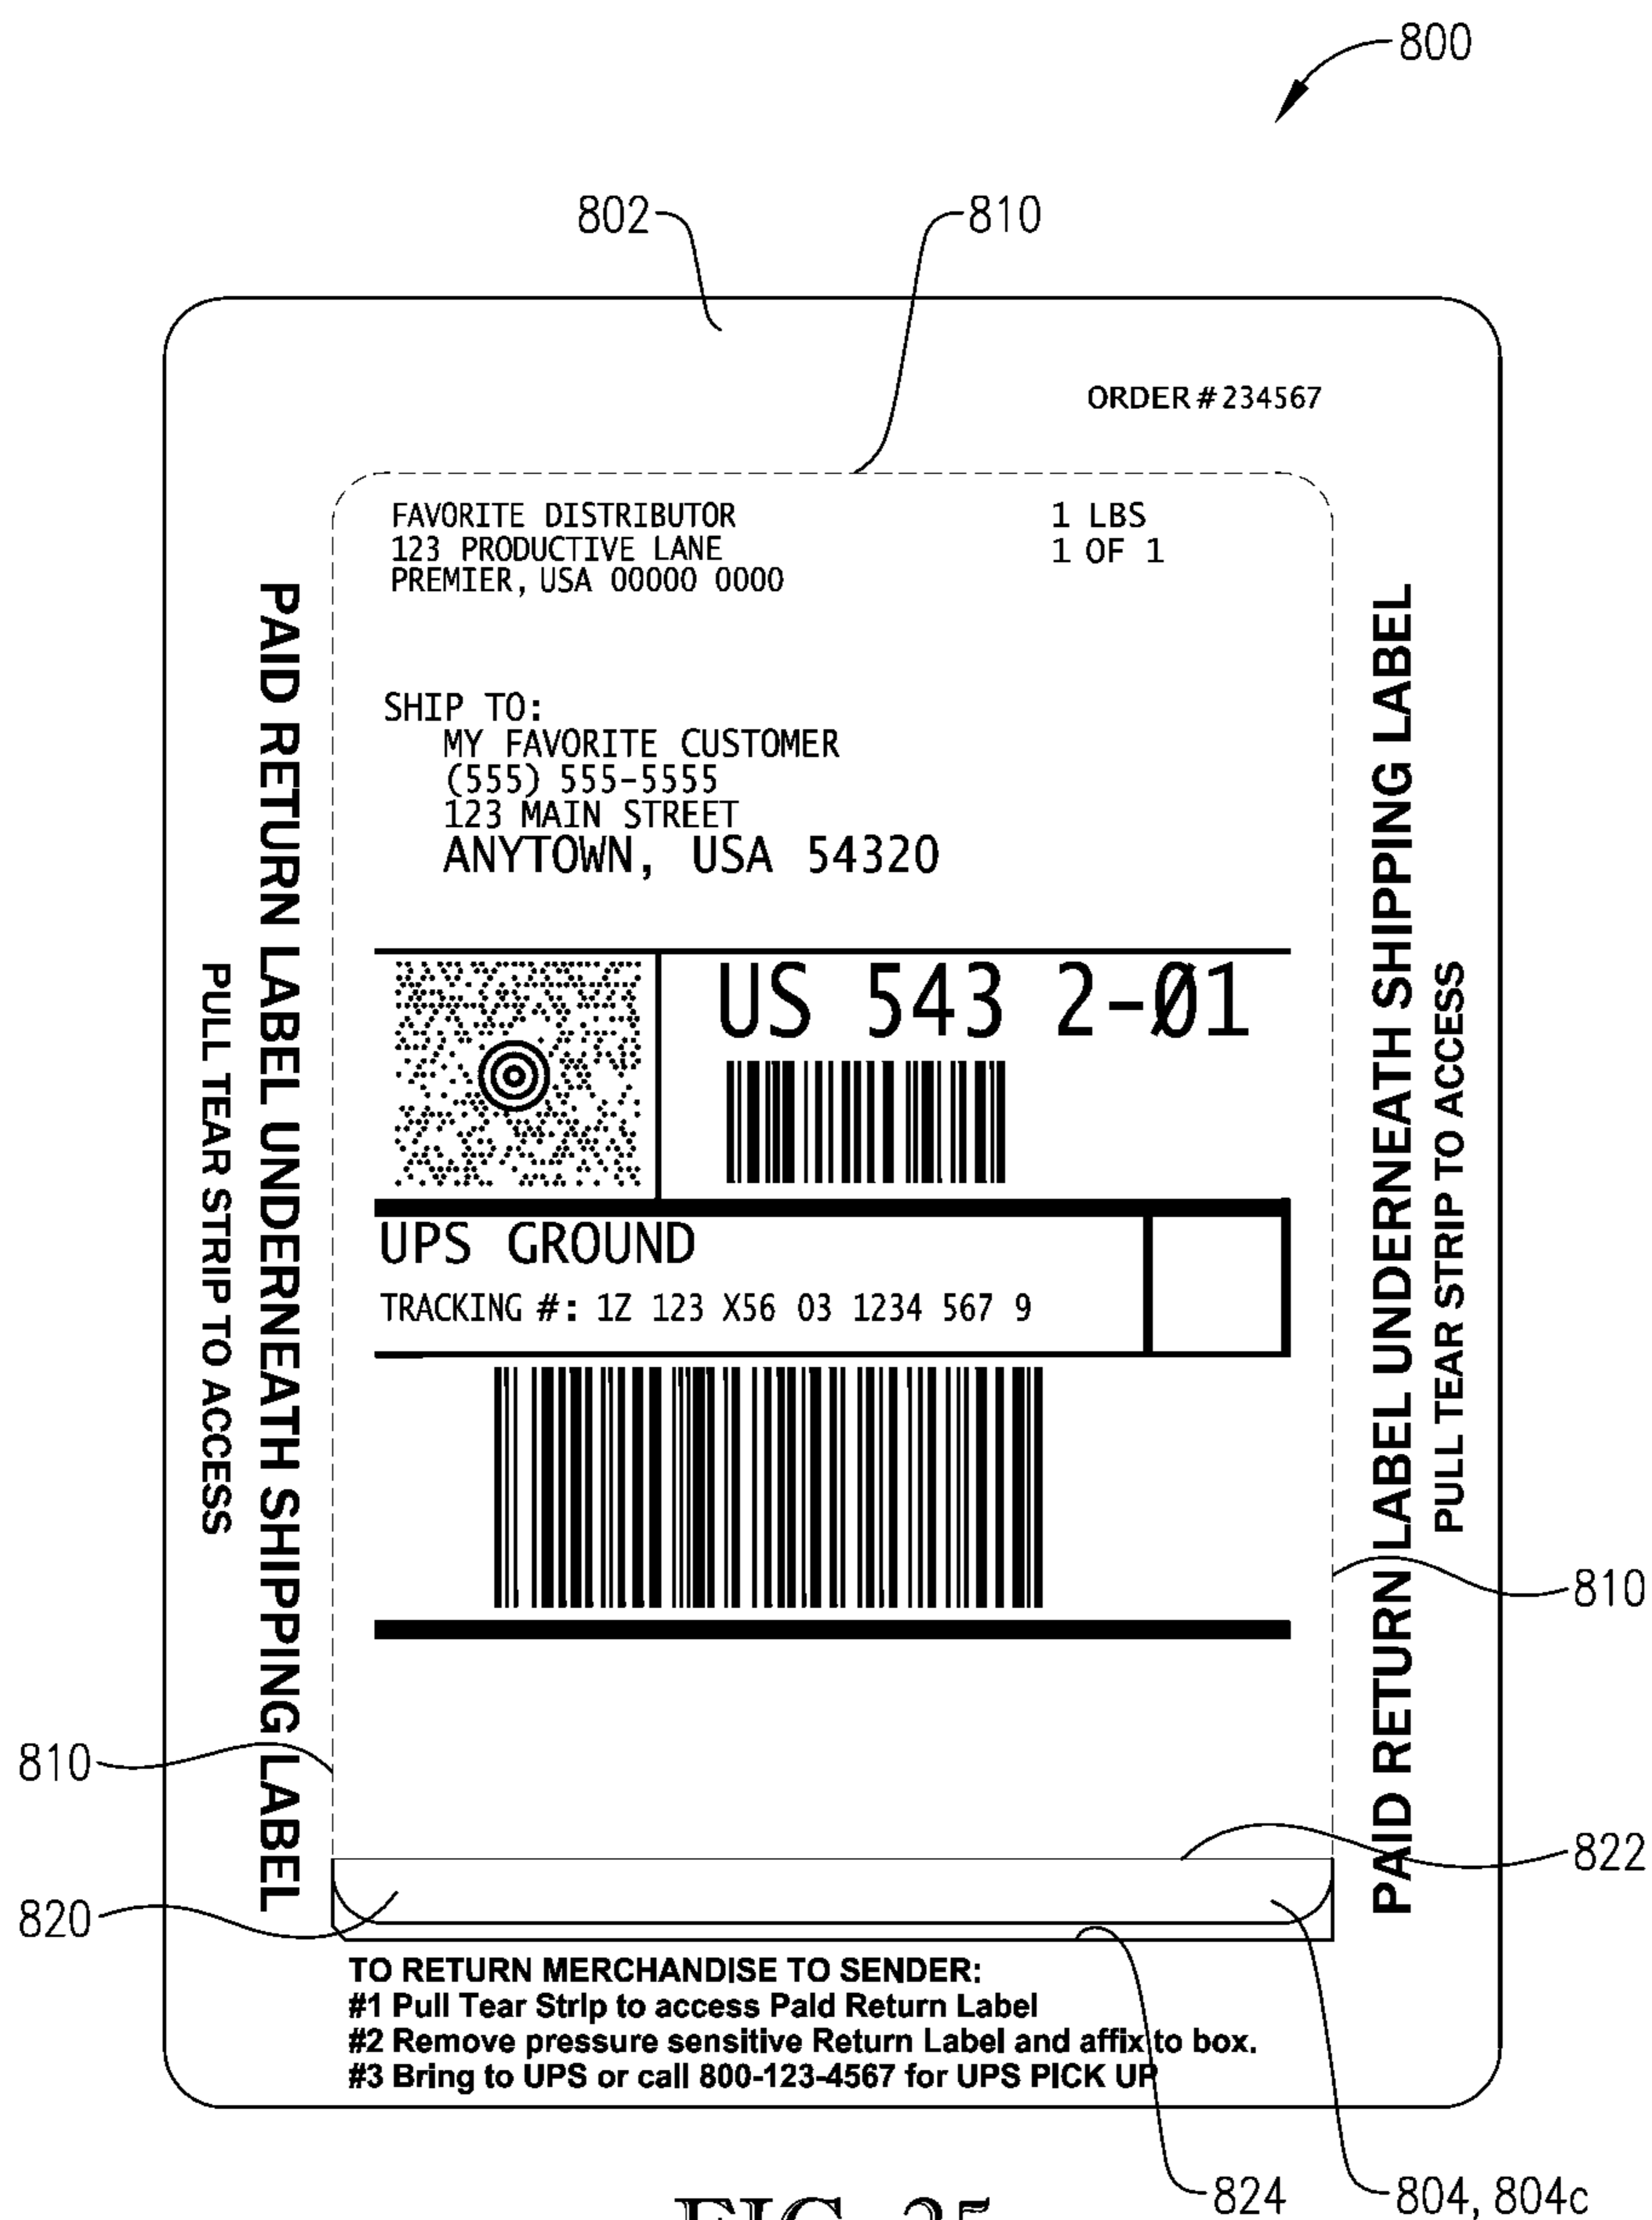 800
802
810
ORDER # 234567
FAVORITE DISTRIBUTOR
123 PRODUCTIVE LANE
PREMIER, USA 00000 0000
1 LBS
1 OF 1
SHIP TO:
MY FAVORITE CUSTOMER
(555) 555-5555
123 MAIN STREET
ANYTOWN, USA 54320
PAID RETURN LABEL UNDERNEATH SHIPPING LABEL
PULL TEAR STRIP TO ACCESS
PAID RETURN LABEL UNDERNEATH SHIPPING LABEL
PULL TEAR STRIP TO ACCESS
US 543 2-01
UPS GROUND
TRACKING #: 1Z 123 X56 03 1234 567 9
810
810
822
820
TO RETURN MERCHANDISE TO SENDER:
#1 Pull Tear Strip to access Paid Return Label
#2 Remove pressure sensitive Return Label and affix to box.
#3 Bring to UPS or call 800-123-4567 for UPS PICK UP
824
804, 804c
FIG. 35